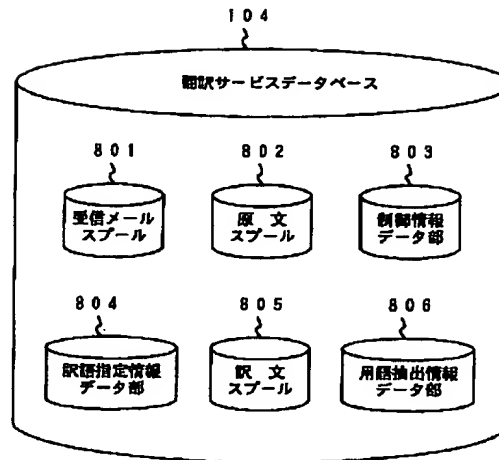 104
翻訳サービスデータベース
801
802
803
受信メール
スプール
原 文
スプール
制御情報
データ部
804
805
806
訳語指定情報
データ部
訳 文
スプール
用語抽出情報
データ部